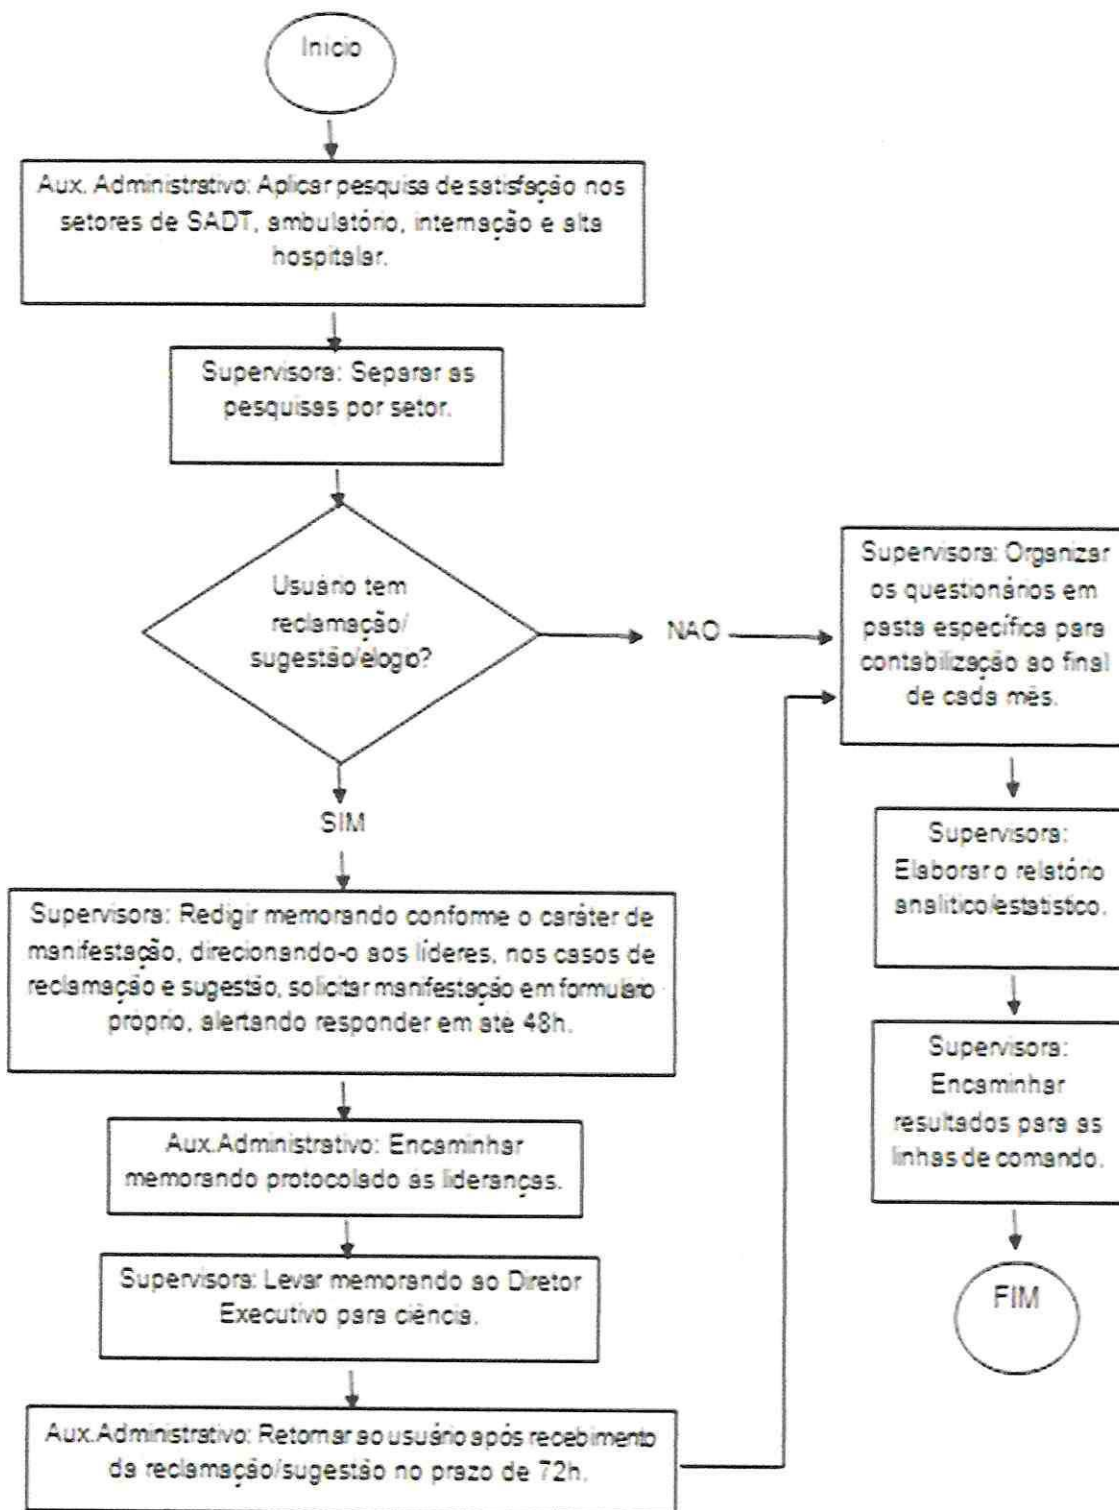 Início
Aux. Administrativo: Aplicar pesquisa de satisfação nos
setores de SADT, ambulatório, internação e alta
hospitalar.
Supervisora: Separar as
pesquisas por setor.
Usuário tem
reclamação/
sugestão/elogio?
NAO
SIM
Supervisora: Redigir memorando conforme o caráter de
manifestação, direcionando-o aos líderes, nos casos de
reclamação e sugestão, solicitar manifestação em formulário
próprio, alertando responder em até 48h.
Aux.Administrativo: Encaminhar
memorando protocolado as lideranças.
Supervisora: Levar memorando ao Diretor
Executivo para ciência.
Aux.Administrativo: Retornar ao usuário após recebimento
da reclamação/sugestão no prazo de 72h.
Supervisora: Organizar
os questionários em
pasta específica para
contabilização ao final
de cada mês.
Supervisora:
Elaborar o relatório
analítico/estatístico.
Supervisora:
Encaminhar
resultados para as
linhas de comando.
FIM